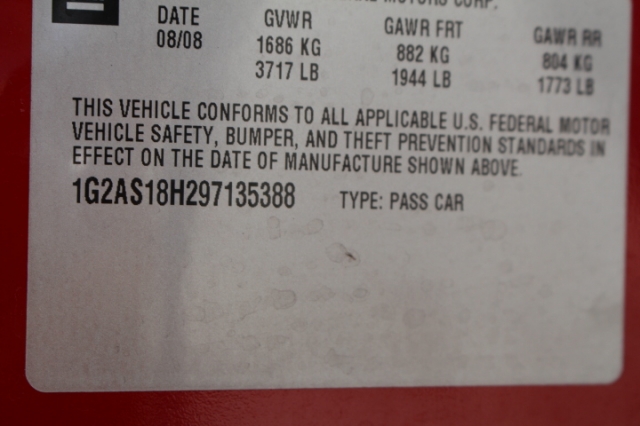 MOTORS CORP.
DATE GVWR GAWR FRT GAWR RR
08/08 1686 KG 882 KG 804 KG
3717 LB 1944 LB 1773 LB
THIS VEHICLE CONFORMS TO ALL APPLICABLE U.S. FEDERAL MOTOR
VEHICLE SAFETY, BUMPER, AND THEFT PREVENTION STANDARDS IN
EFFECT ON THE DATE OF MANUFACTURE SHOWN ABOVE.
1G2AS18H297135388 TYPE: PASS CAR